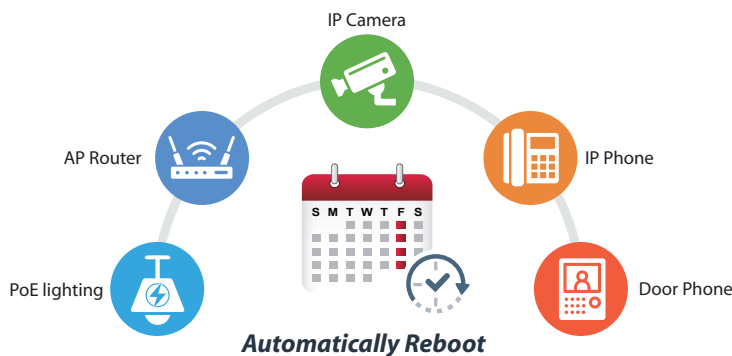 IP Camera
AP Router
IP Phone
S M T W T F S
PoE lighting
Door Phone
Automatically Reboot